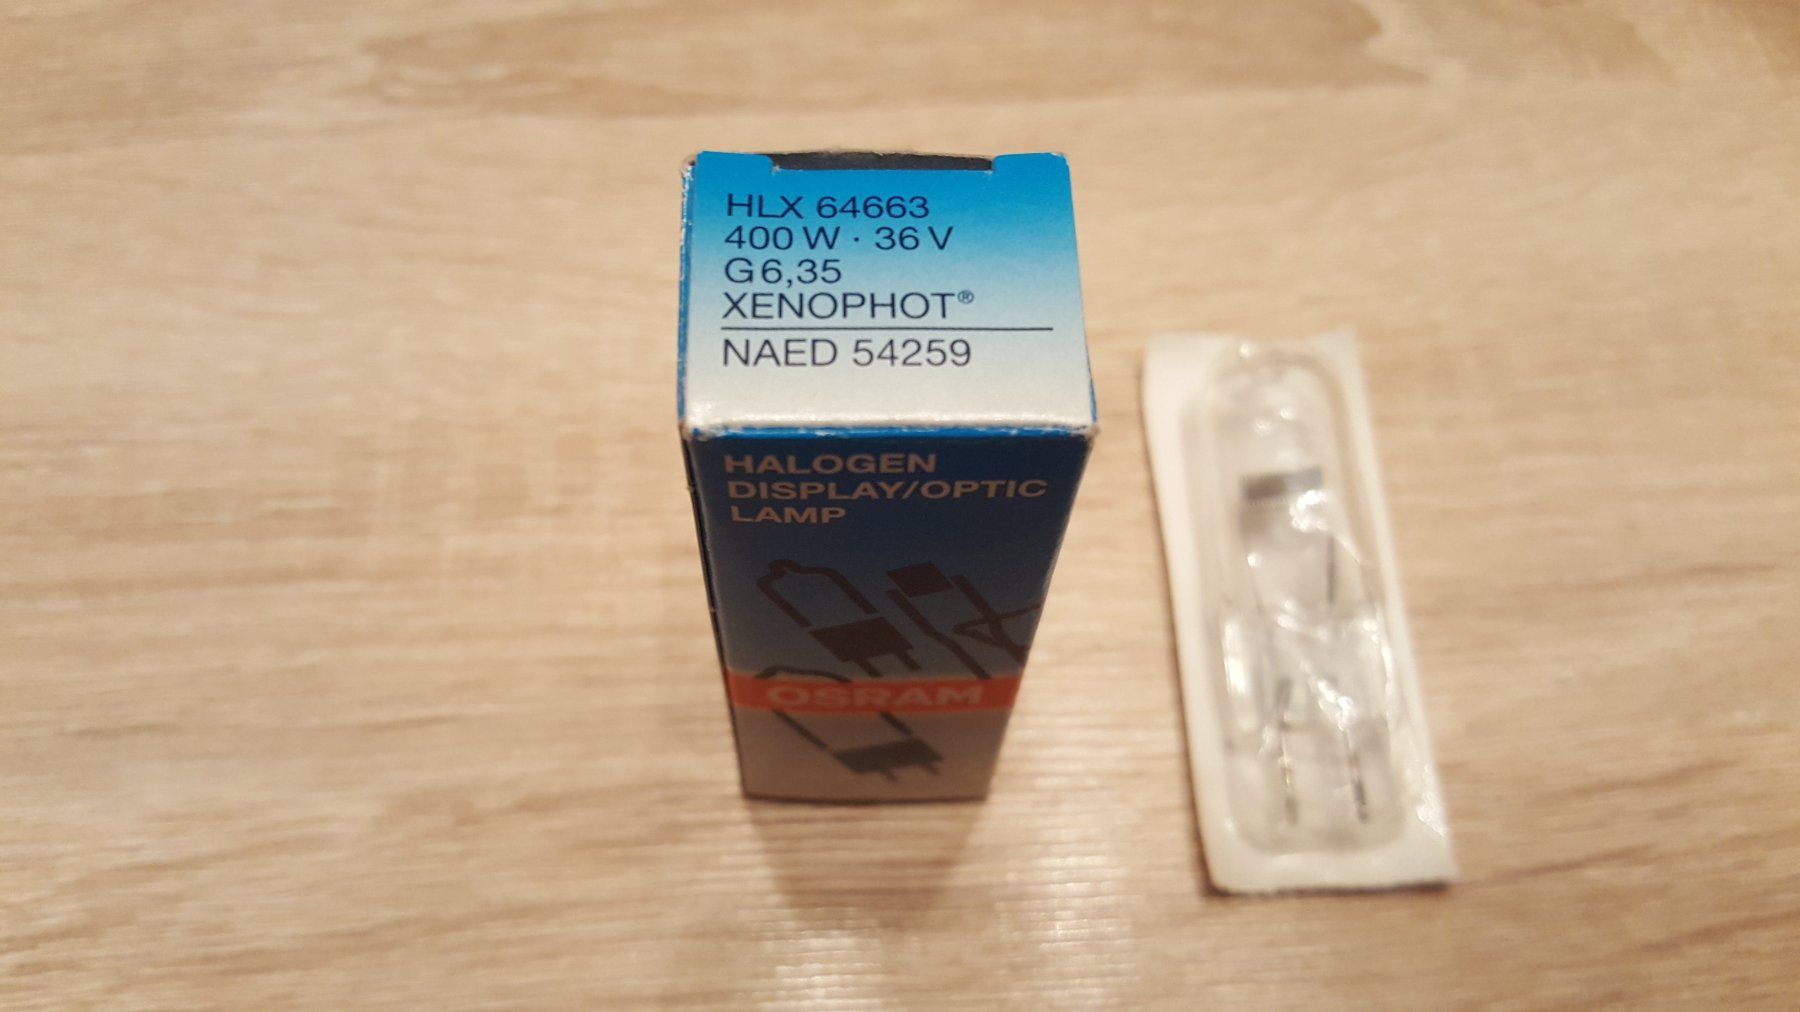 HLX 64663
400 W · 36 V
G 6,35
XENOPHOT®
NAED 54259
HALOGEN
DISPLAY/OPTIC
LAMP
OSRAM